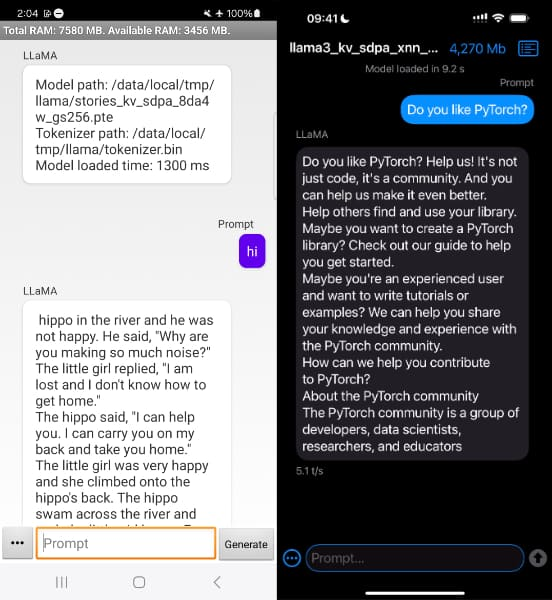 2:04
100%
Total RAM: 7580 MB. Available RAM: 3456 MB.
LLaMA
Model path: /data/local/tmp/
llama/stories_kv_sdpa_8da4
w_gs256.pte
Tokenizer path: /data/local/
tmp/llama/tokenizer.bin
Model loaded time: 1300 ms
Prompt
hi
LLaMA
hippo in the river and he was
not happy. He said, "Why are
you making so much noise?"
The little girl replied, "I am
lost and I don't know how to
get home."
The hippo said, "I can help
you. I can carry you on my
back and take you home."
The little girl was very happy
and she climbed onto the
hippo's back. The hippo
swam across the river and
Prompt
Generate
09:41
llama3_kv_sdpa_xnn_...
4,270 Mb
Model loaded in 9.2 s
Prompt
Do you like PyTorch?
LLaMA
Do you like PyTorch? Help us! It's not
just code, it's a community. And you
can help us make it even better.
Help others find and use your library.
Maybe you want to create a PyTorch
library? Check out our guide to help
you get started.
Maybe you're an experienced user
and want to write tutorials or
examples? We can help you share
your knowledge and experience with
the PyTorch community.
How can we help you contribute
to PyTorch?
About the PyTorch community
The PyTorch community is a group of
developers, data scientists,
researchers, and educators
5.1 t/s
Prompt...